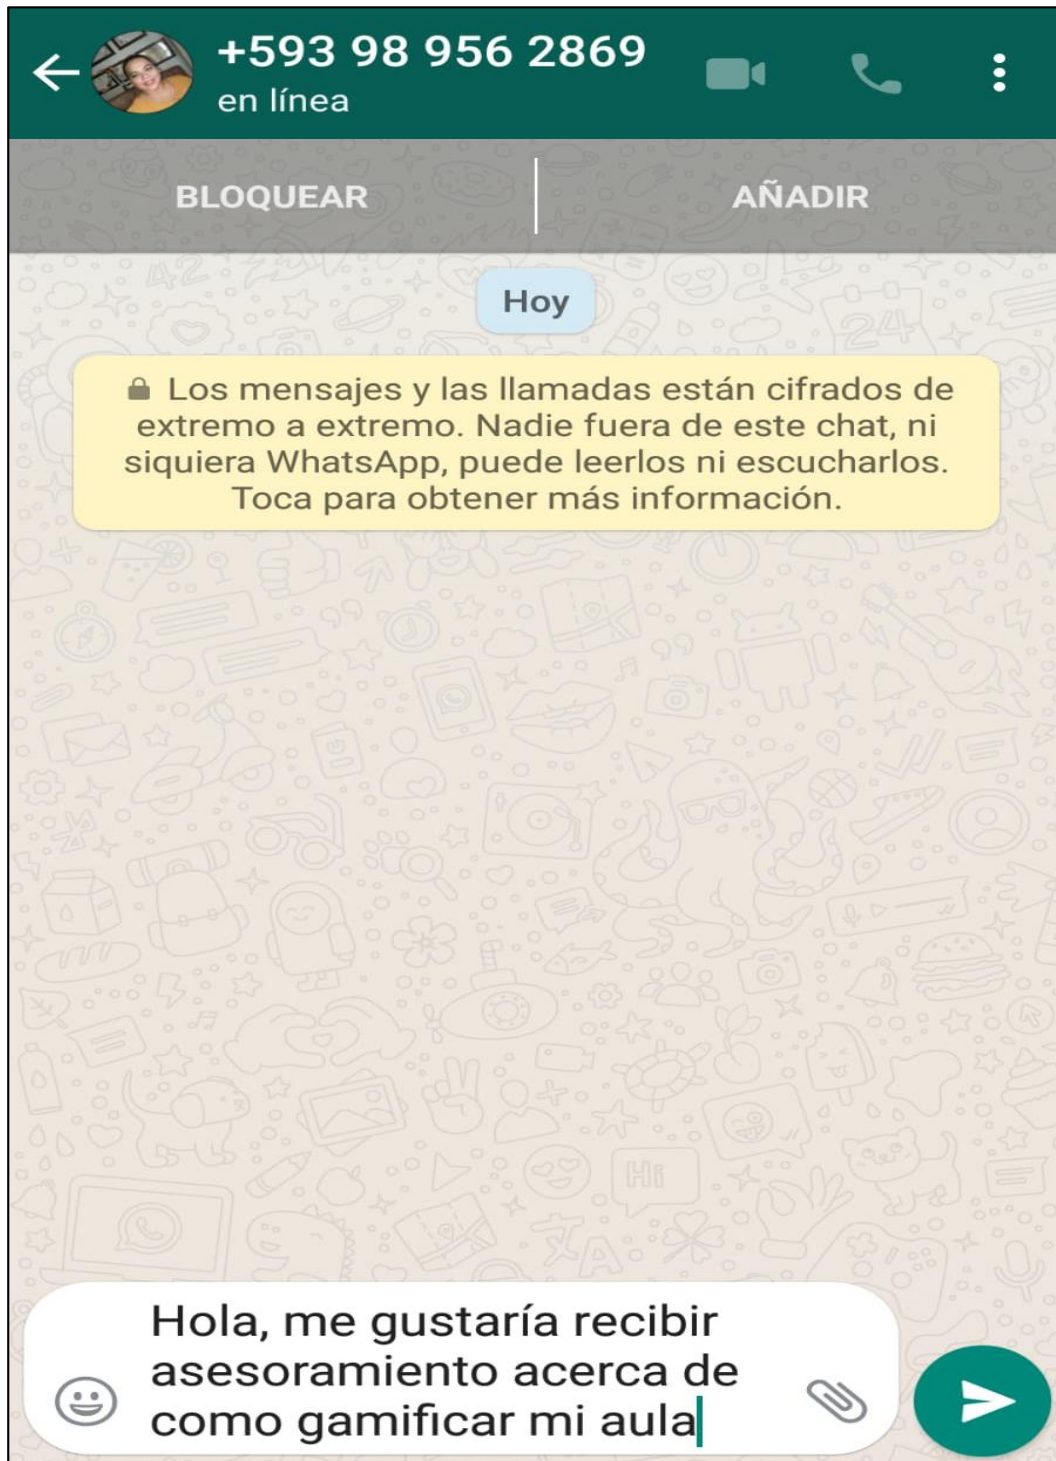 +593 98 956 2869
en línea
BLOQUEAR
AÑADIR
Hoy
Los mensajes y las llamadas están cifrados de
extremo a extremo. Nadie fuera de este chat, ni
siquiera WhatsApp, puede leerlos ni escucharlos.
Toca para obtener más información.
Hola, me gustaría recibir
asesoramiento acerca de
como gamificar mi aula